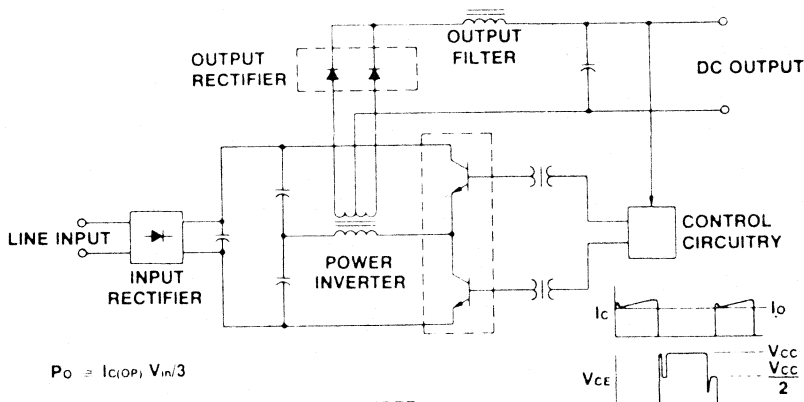 OUTPUT
RECTIFIER
OUTPUT
FILTER
DC OUTPUT
LINE INPUT
INPUT
RECTIFIER
POWER
INVERTER
CONTROL
CIRCUITRY
IC
IO
PO ≅ IC(OP) Vin/3
VCE
VCC
VCC
2